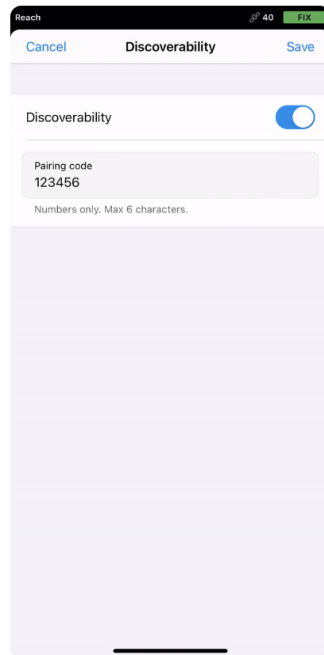 Reach 40 FIX
Cancel Discoverability Save
Discoverability
Pairing code
123456
Numbers only. Max 6 characters.